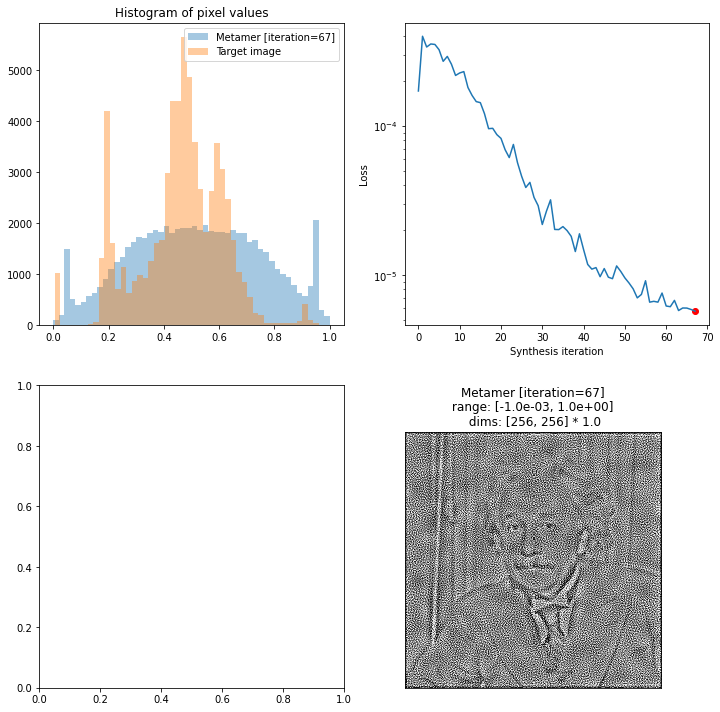 Histogram of pixel values
Metamer [iteration=67]
Target image
5000
4000
3000
2000
1000
0
0.0 0.2 0.4 0.6 0.8 1.0
Loss
10⁻⁴
10⁻⁵
0 10 20 30 40 50 60 70
Synthesis iteration
1.0
0.8
0.6
0.4
0.2
0.0
0.0 0.2 0.4 0.6 0.8 1.0
Metamer [iteration=67]
range: [-1.0e-03, 1.0e+00]
dims: [256, 256] * 1.0